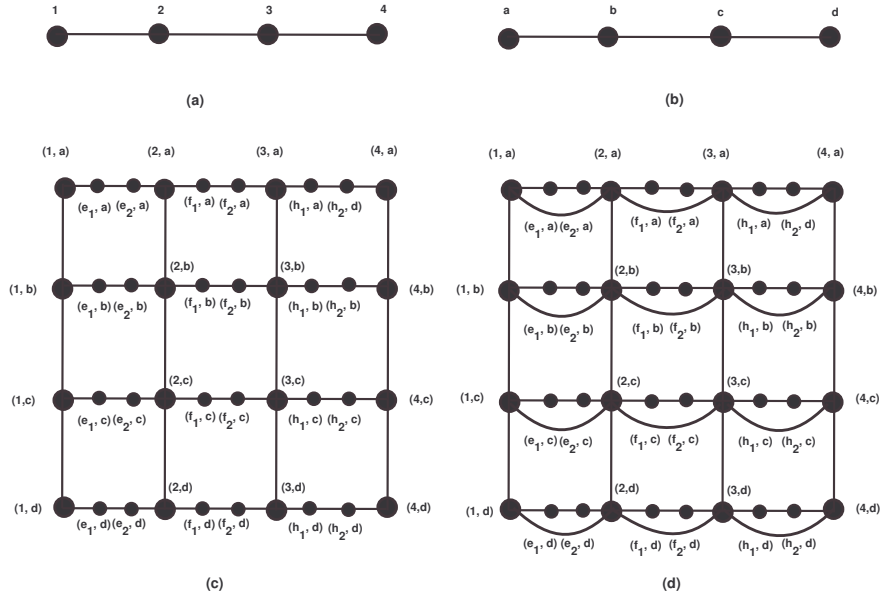 1 2 3 4 a b c d
(a) (b)
(1, a) (2, a) (3, a) (4, a) (1, a) (2, a) (3, a) (4, a)
(e1, a) (e2, a) (f1, a) (f2, a) (h1, a) (h2, d) (e1, a) (e2, a) (f1, a) (f2, a) (h1, a) (h2, d)
(2,b) (3,b) (2,b) (3,b)
(1, b) (4,b) (1, b) (4,b)
(e1, b) (e2, b) (f1, b) (f2, b) (h1, b) (h2, b) (e1, b) (e2, b) (f1, b) (f2, b) (h1, b) (h2, b)
(2,c) (3,c) (2,c) (3,c)
(1,c) (4,c) (1,c) (4,c)
(e1, c) (e2, c) (f1, c) (f2, c) (h1, c) (h2, c) (e1, c) (e2, c) (f1, c) (f2, c) (h1, c) (h2, c)
(2,d) (3,d) (2,d) (3,d)
(1, d) (4,d) (1, d) (4,d)
(e1, d) (e2, d) (f1, d) (f2, d) (h1, d) (h2, d) (e1, d) (e2, d) (f1, d) (f2, d) (h1, d) (h2, d)
(c) (d)